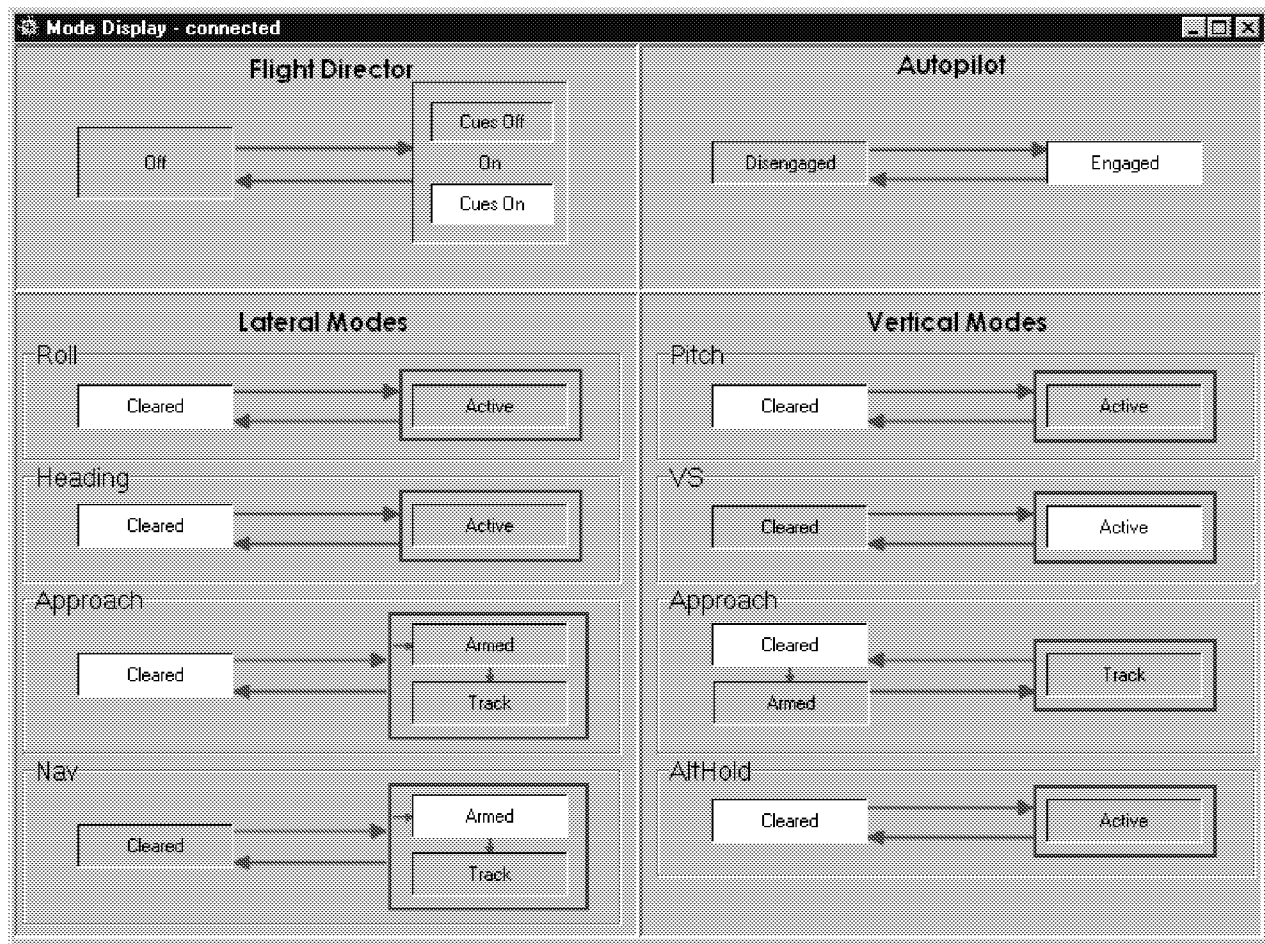 Mode Display - connected
Flight Director
Off
Cues Off
On
Cues On
Autopilot
Disengaged
Engaged
Lateral Modes
Roll
Cleared
Active
Heading
Cleared
Active
Approach
Cleared
Armed
Track
Nav
Cleared
Armed
Track
Vertical Modes
Pitch
Cleared
Active
VS
Cleared
Active
Approach
Cleared
Armed
Track
AltHold
Cleared
Active